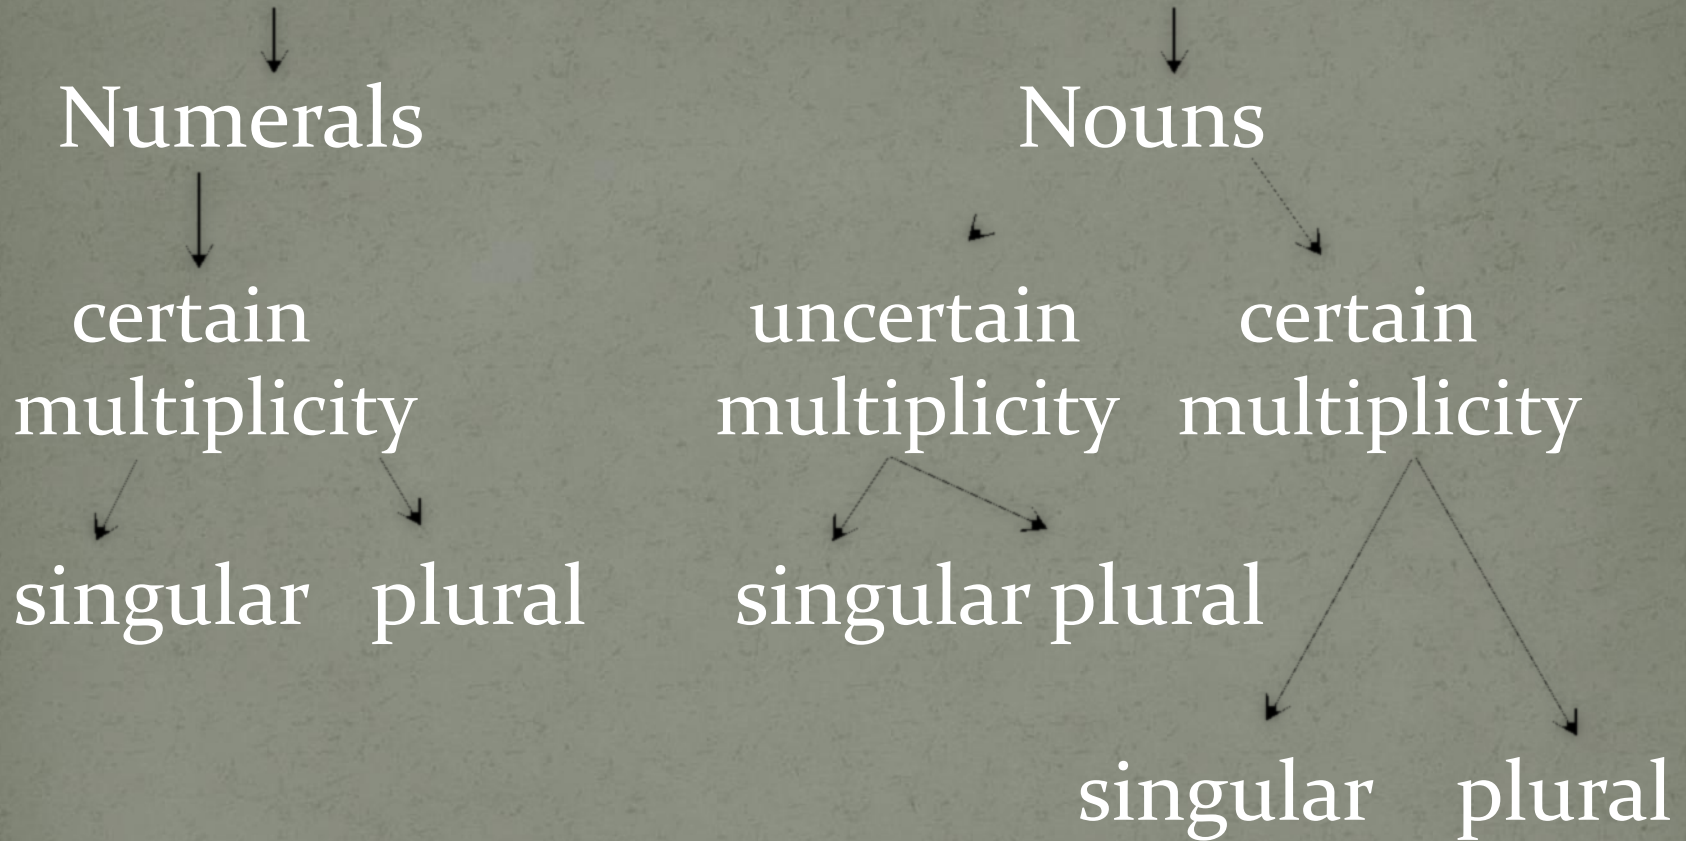 Numerals Nouns
certain uncertain certain
multiplicity multiplicity multiplicity
singular plural singular plural
singular plural